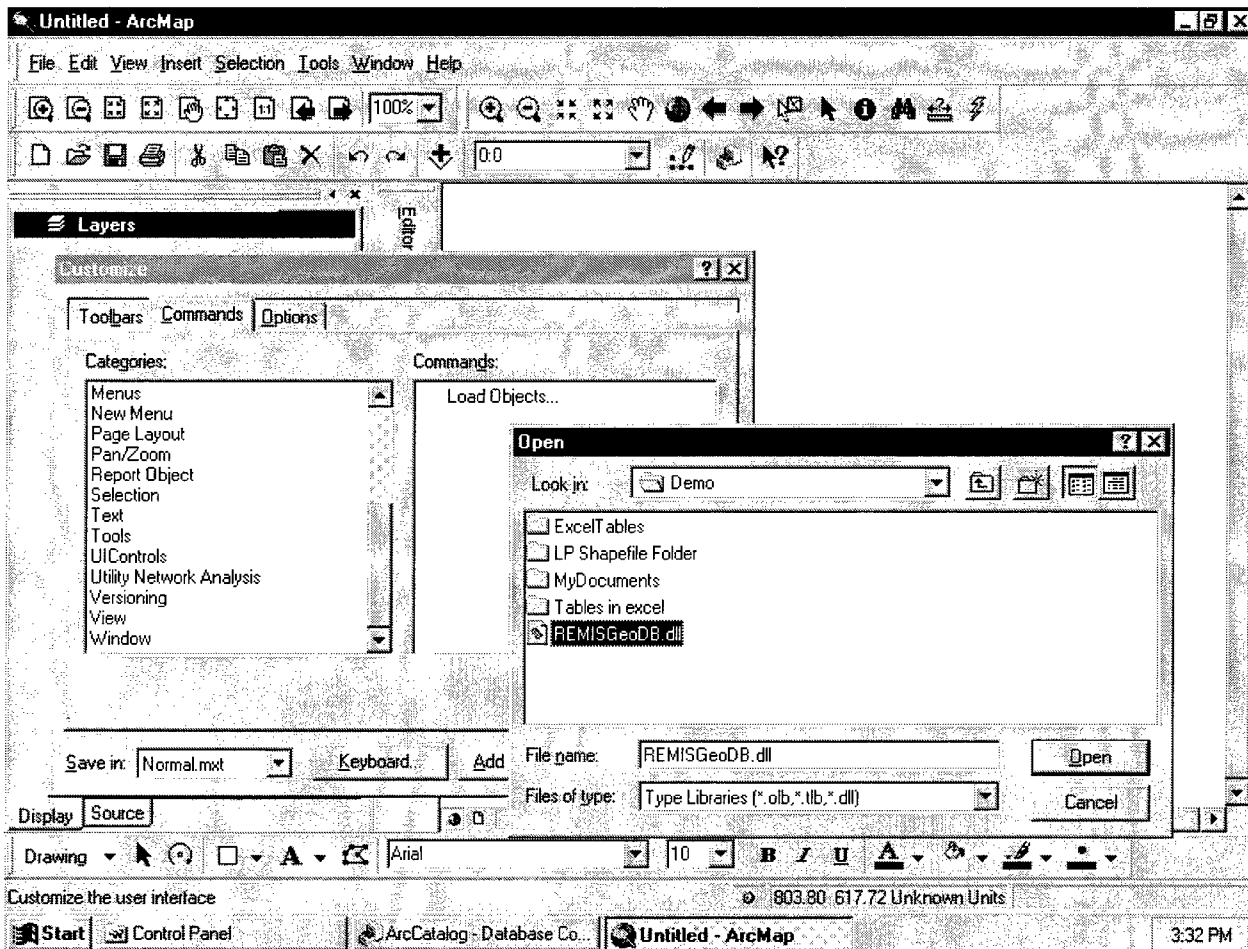 Untitled - ArcMap
File Edit View Insert Selection Tools Window Help
1:1
100%
0:0
Layers
Editor
Customize
Toolbars Commands Options
Categories:
Menus
New Menu
Page Layout
Pan/Zoom
Report Object
Selection
Text
Tools
UIControls
Utility Network Analysis
Versioning
View
Window
Commands:
Load Objects...
Save in: Normal.mxt
Keyboard...
Add
Open
Look in: Demo
ExcelTables
LP Shapefile Folder
MyDocuments
Tables in excel
REMISGeoDB.dll
File name: REMISGeoDB.dll
Open
Files of type: Type Libraries (*.olb,*.tlb,*.dll)
Cancel
Display Source
Drawing A Arial 10 B I U A
Customize the user interface
803.80 617.72 Unknown Units
Start Control Panel ArcCatalog - Database Co... Untitled - ArcMap 3:32 PM